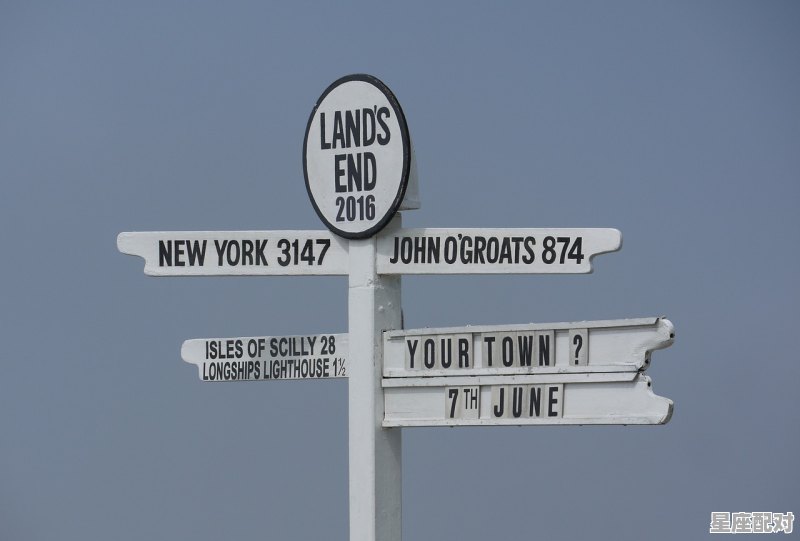 LAND'S
END
2016
NEW YORK 3147
JOHN O'GROATS 874
ISLES OF SCILLY 28
LONGSHIPS LIGHTHOUSE 1½
YOUR TOWN ?
7TH JUNE
星座配对